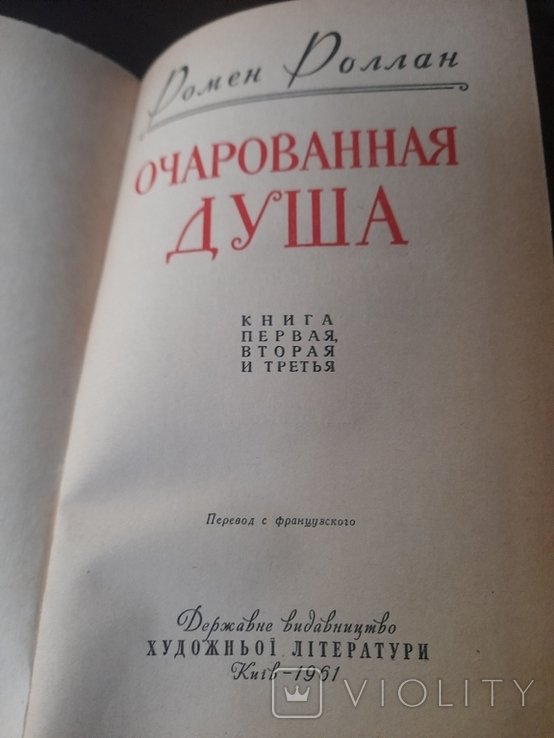 Ромен Роллан
ОЧАРОВАННАЯ
ДУША
КНИГА
ПЕРВАЯ,
ВТОРАЯ
И ТРЕТЬЯ
Перевод с французского
Державне видавництво
ХУДОЖНЬОЇ ЛІТЕРАТУРИ
Київ—1961
VIOLITY